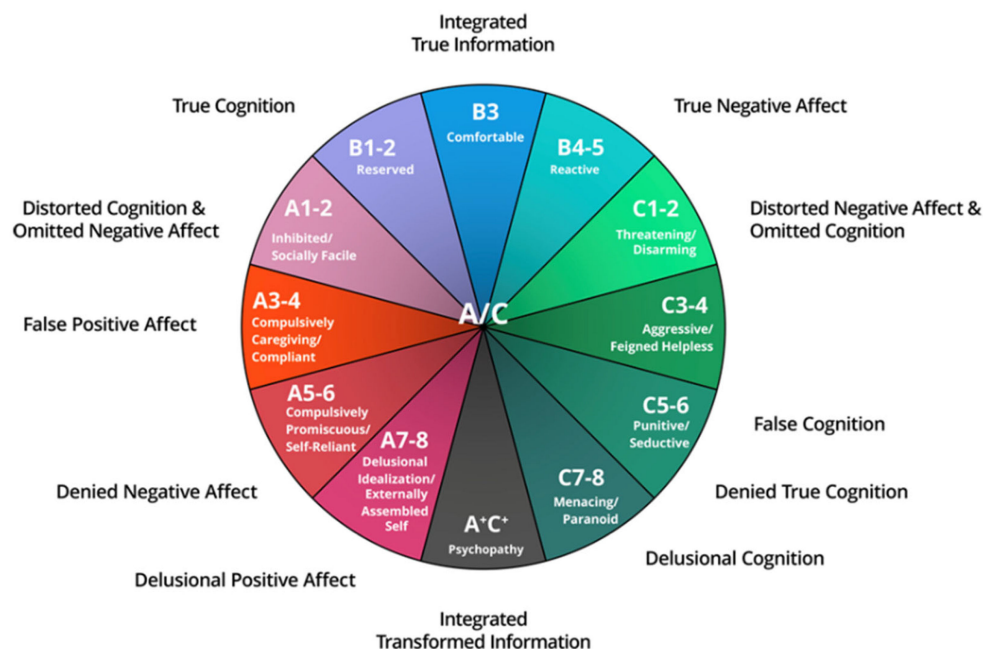 Integrated
True Information
True Cognition
True Negative Affect
B3
Comfortable
B1-2
Reserved
B4-5
Reactive
Distorted Cognition &
Omitted Negative Affect
A1-2
Inhibited/
Socially Facile
C1-2
Threatening/
Disarming
Distorted Negative Affect &
Omitted Cognition
False Positive Affect
A3-4
Compulsively
Caregiving/
Compliant
A/C
C3-4
Aggressive/
Feigned Helpless
A5-6
Compulsively
Promiscuous/
Self-Reliant
C5-6
Punitive/
Seductive
False Cognition
Denied Negative Affect
A7-8
Delusional
Idealization/
Externally
Assembled
Self
A⁺C⁺
Psychopathy
C7-8
Menacing/
Paranoid
Denied True Cognition
Delusional Positive Affect
Delusional Cognition
Integrated
Transformed Information